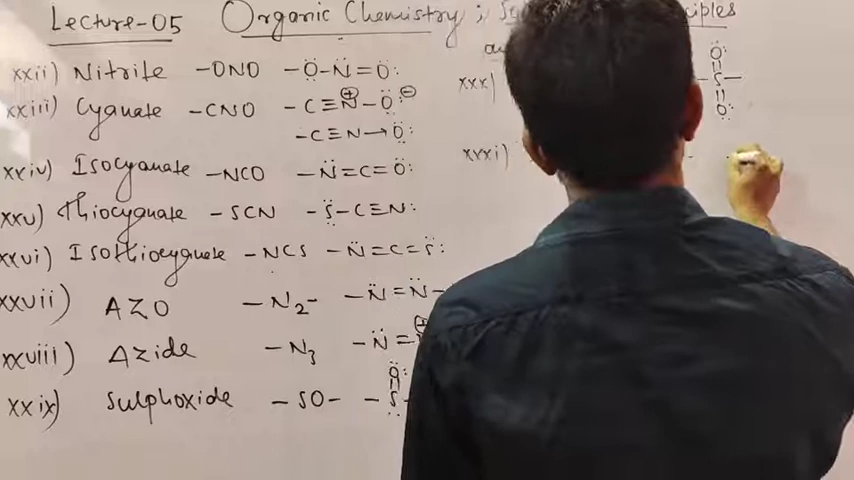 Lecture-05 Organic Chemistry ;
xxii) Nitrite -ONO -Ö-N̈=Ö:
xxiii) Cyanate -CNO -C≡N⊕-Ö:⊖
-C≡N→Ö:
xxiv) Isocyanate -NCO -N̈=C=Ö:
xxv) Thiocyanate -SCN -S̈-C≡N:
xxvi) Isothiocyanate -NCS -N̈=C=S̈:
xxvii) AZO -N2- -N̈=N̈-
xxviii) Azide -N3 -N̈=
xxix) Sulphoxide -SO- Ö
-S̈-
xxx) :Ö:
-S-
Ö:
xxxi)